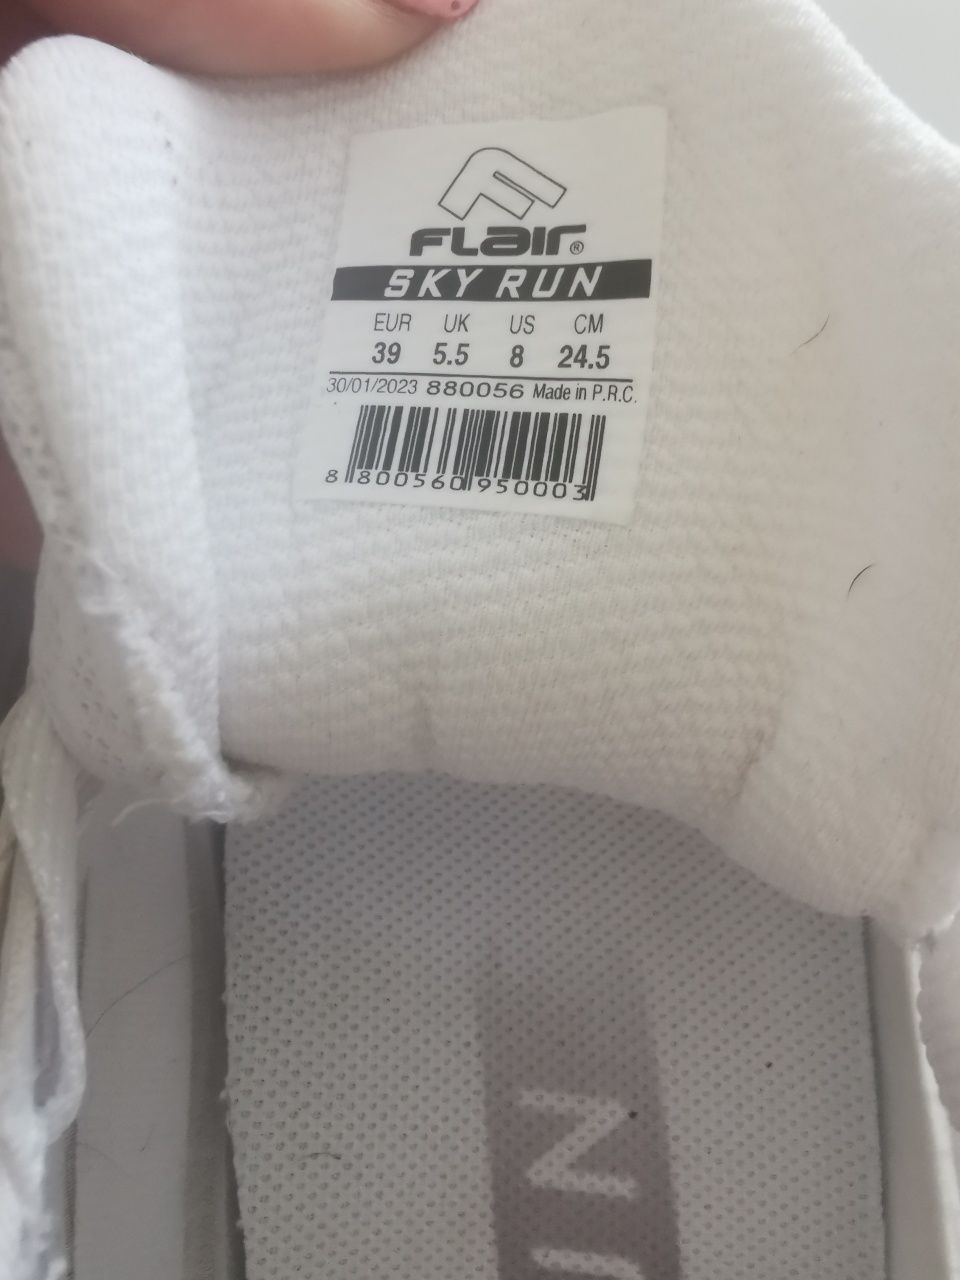 FLair®
SKY RUN
EUR UK US CM
39 5.5 8 24.5
30/01/2023 880056 Made in P.R.C.
8 800560 950003
UN